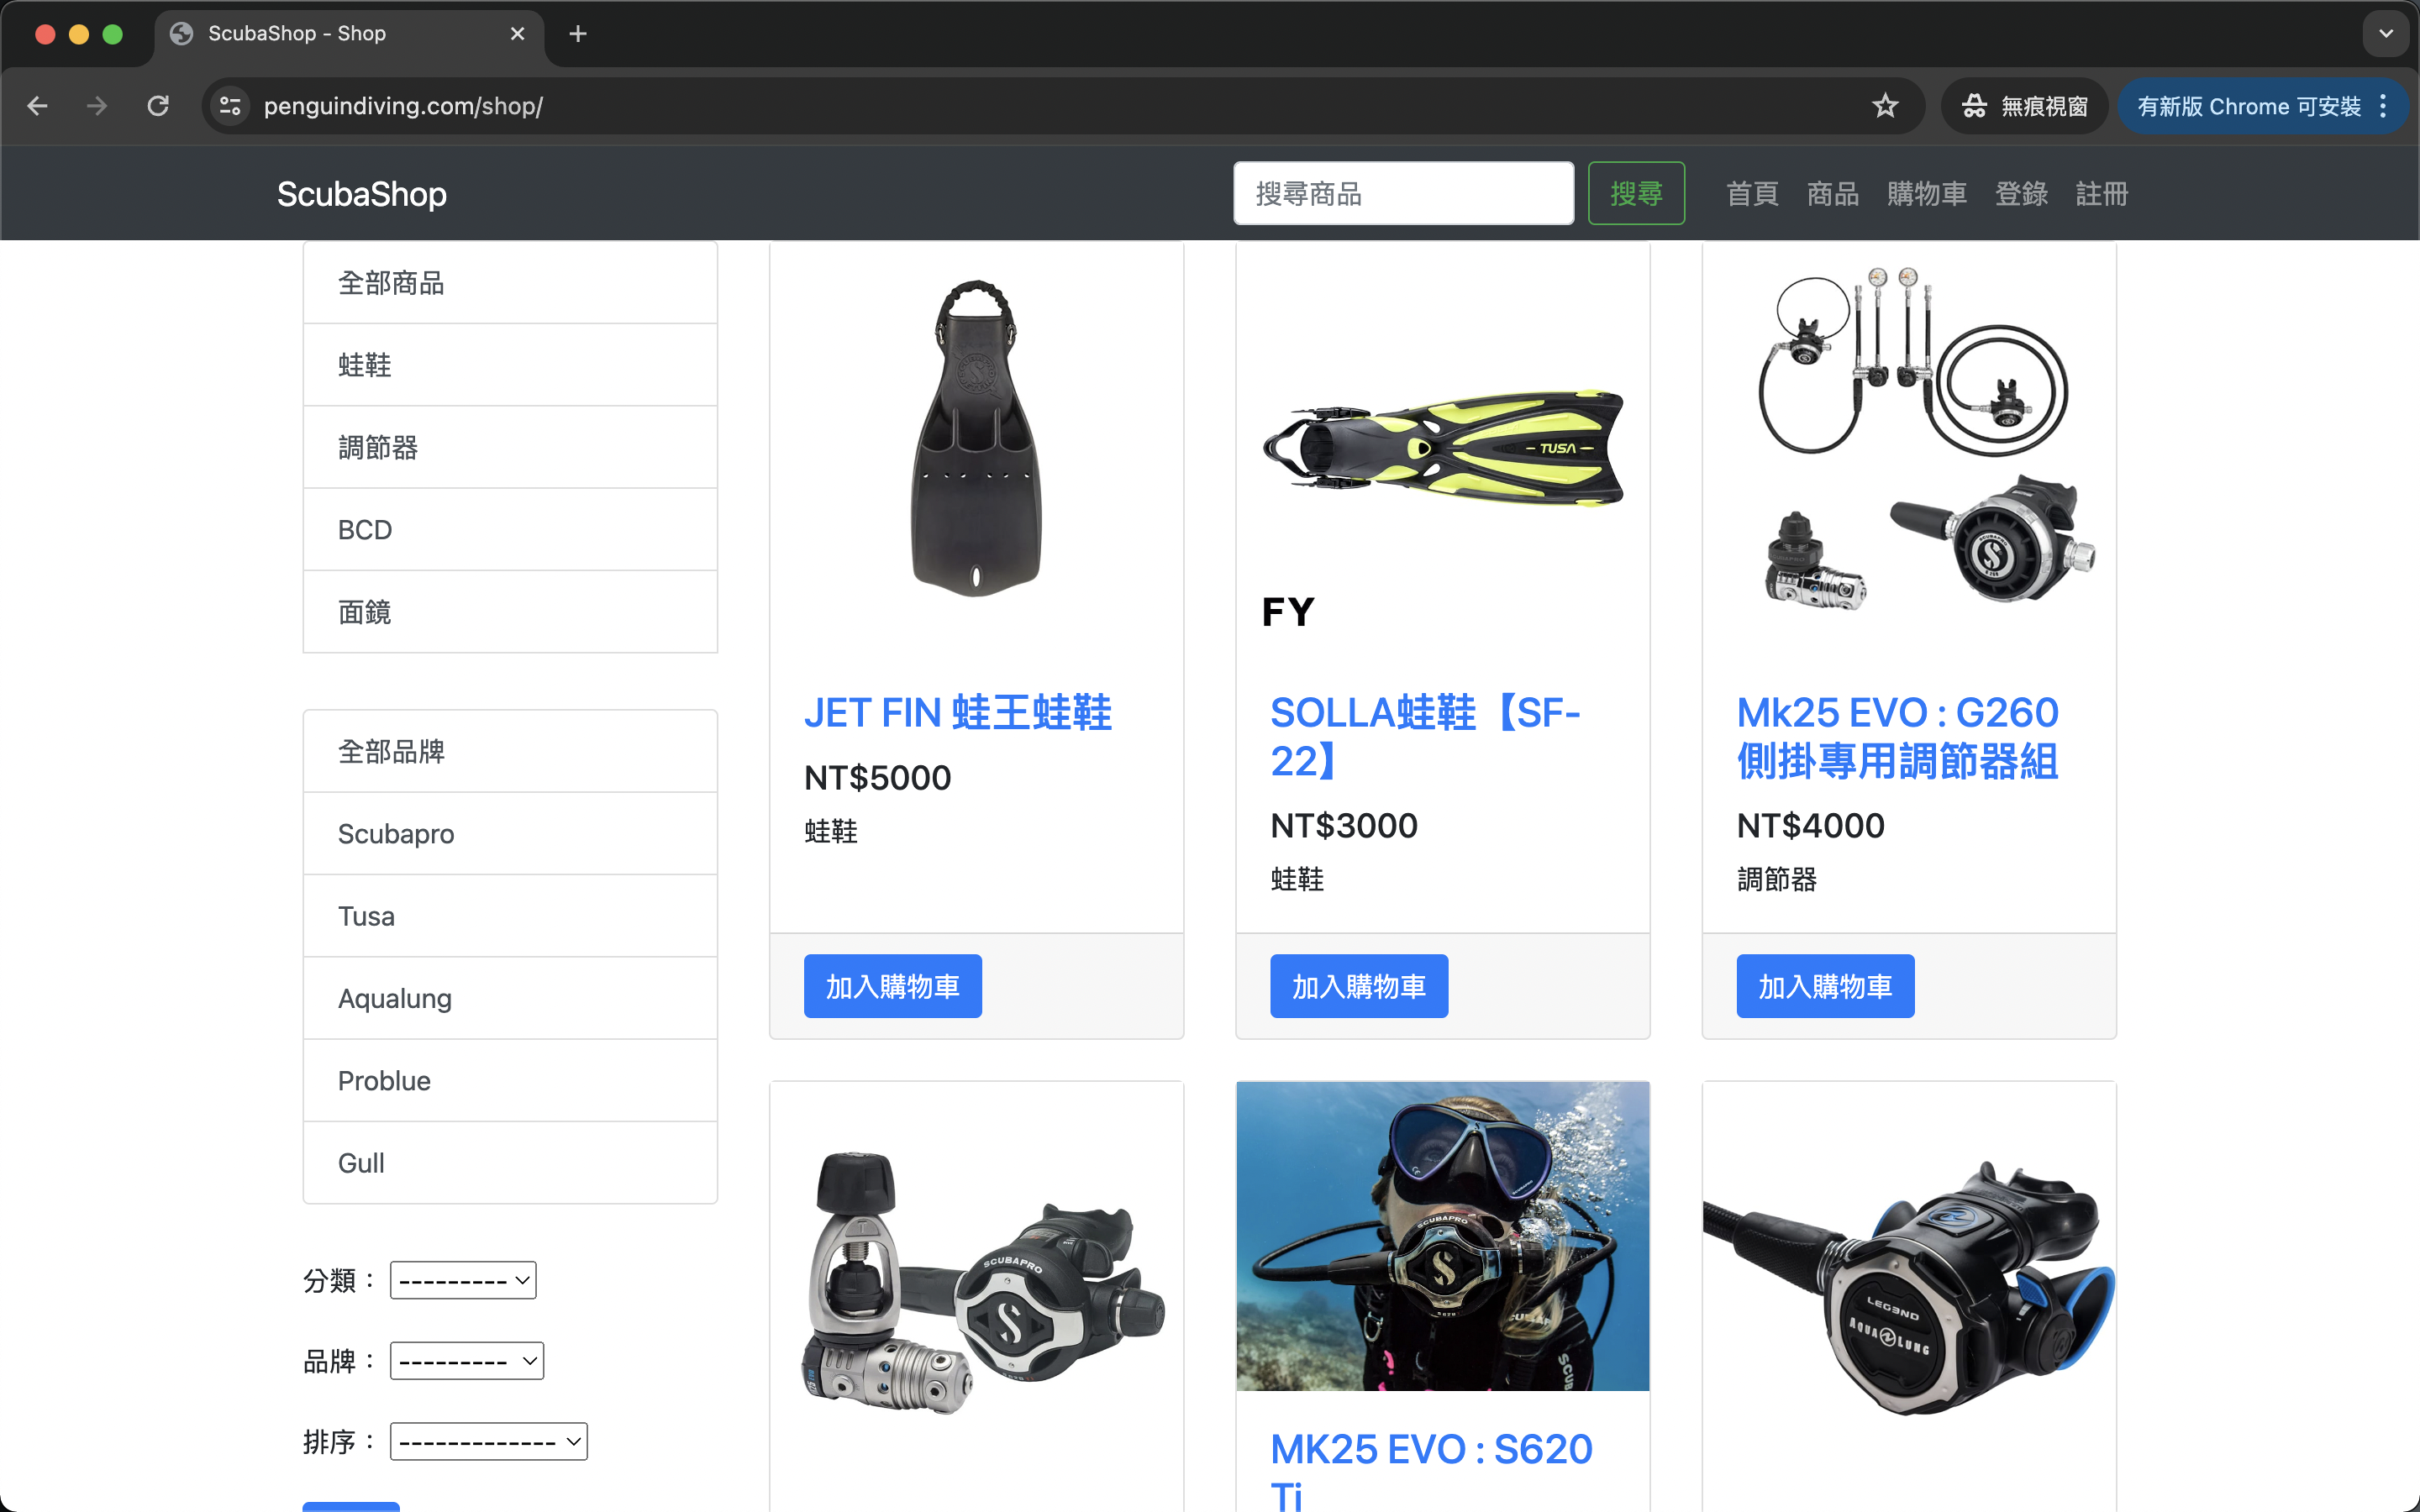 ScubaShop - Shop
penguindiving.com/shop/
無痕視窗
有新版 Chrome 可安裝
ScubaShop
搜尋商品
搜尋
首頁
商品
購物車
登錄
註冊
全部商品
蛙鞋
調節器
BCD
面鏡
全部品牌
Scubapro
Tusa
Aqualung
Problue
Gull
分類：
---------
品牌：
---------
排序：
-------------
JET FIN 蛙王蛙鞋
NT$5000
蛙鞋
加入購物車
TUSA
FY
SOLLA蛙鞋【SF-
22】
NT$3000
蛙鞋
加入購物車
Mk25 EVO : G260
側掛專用調節器組
NT$4000
調節器
加入購物車
SCUBAPRO
S
SCUBAPRO
S
MK25 EVO : S620
Ti
LEG3ND
AQUA LUNG